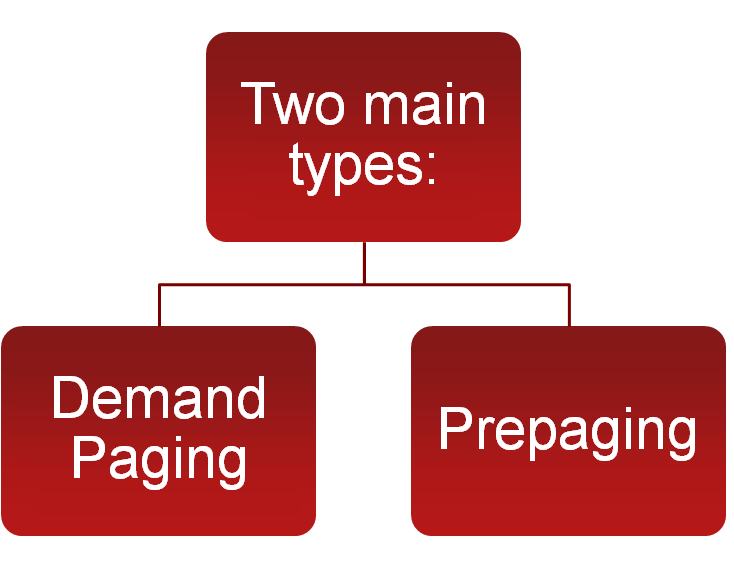 Two main
types:
Demand
Paging
Prepaging